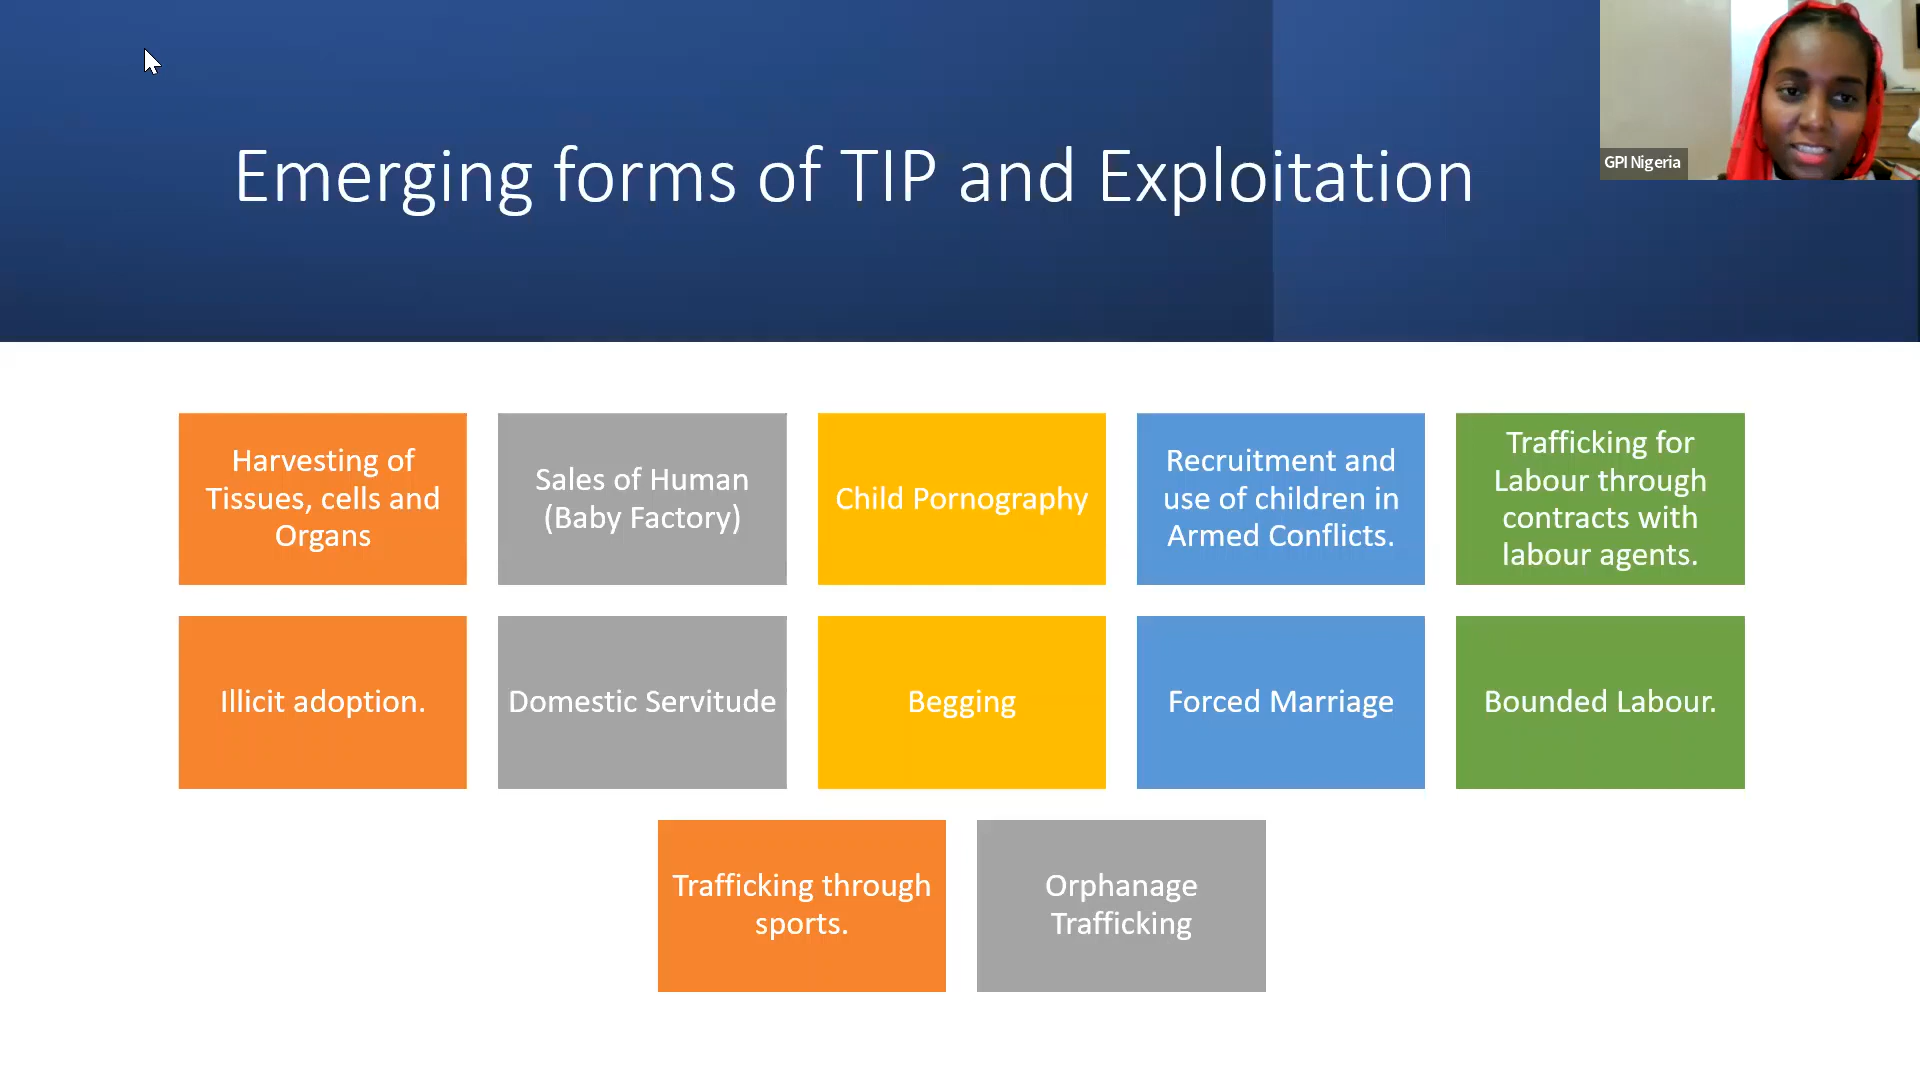 Emerging forms of TIP and Exploitation
GPI Nigeria
Harvesting of
Tissues, cells and
Organs
Sales of Human
(Baby Factory)
Child Pornography
Recruitment and
use of children in
Armed Conflicts.
Trafficking for
Labour through
contracts with
labour agents.
Illicit adoption.
Domestic Servitude
Begging
Forced Marriage
Bounded Labour.
Trafficking through
sports.
Orphanage
Trafficking